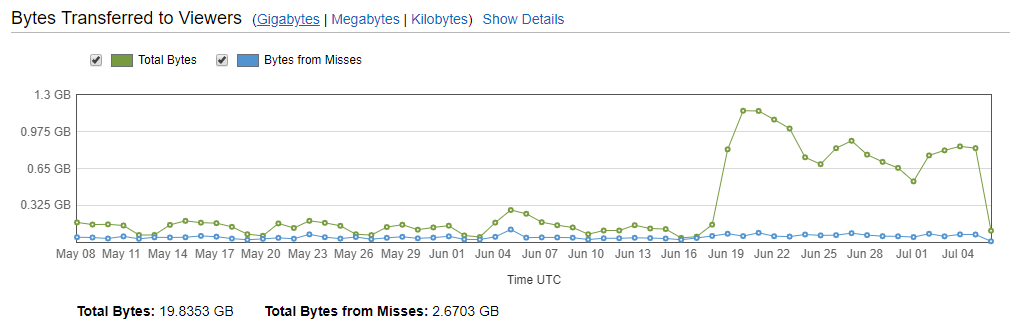 Bytes Transferred to Viewers (Gigabytes | Megabytes | Kilobytes) Show Details
Total Bytes Bytes from Misses
1.3 GB
0.975 GB
0.65 GB
0.325 GB
May 08 May 11 May 14 May 17 May 20 May 23 May 26 May 29 Jun 01 Jun 04 Jun 07 Jun 10 Jun 13 Jun 16 Jun 19 Jun 22 Jun 25 Jun 28 Jul 01 Jul 04
Time UTC
Total Bytes: 19.8353 GB Total Bytes from Misses: 2.6703 GB